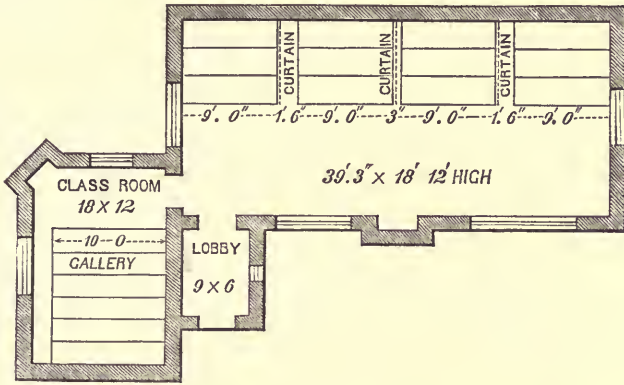 CURTAIN
CURTAIN
CURTAIN
9'. 0" 1'. 6" 9'. 0" 3" 9'. 0" 1'. 6" 9'. 0"
39'. 3" × 18' 12' HIGH
CLASS ROOM
18 × 12
10-0
GALLERY
LOBBY
9 × 6